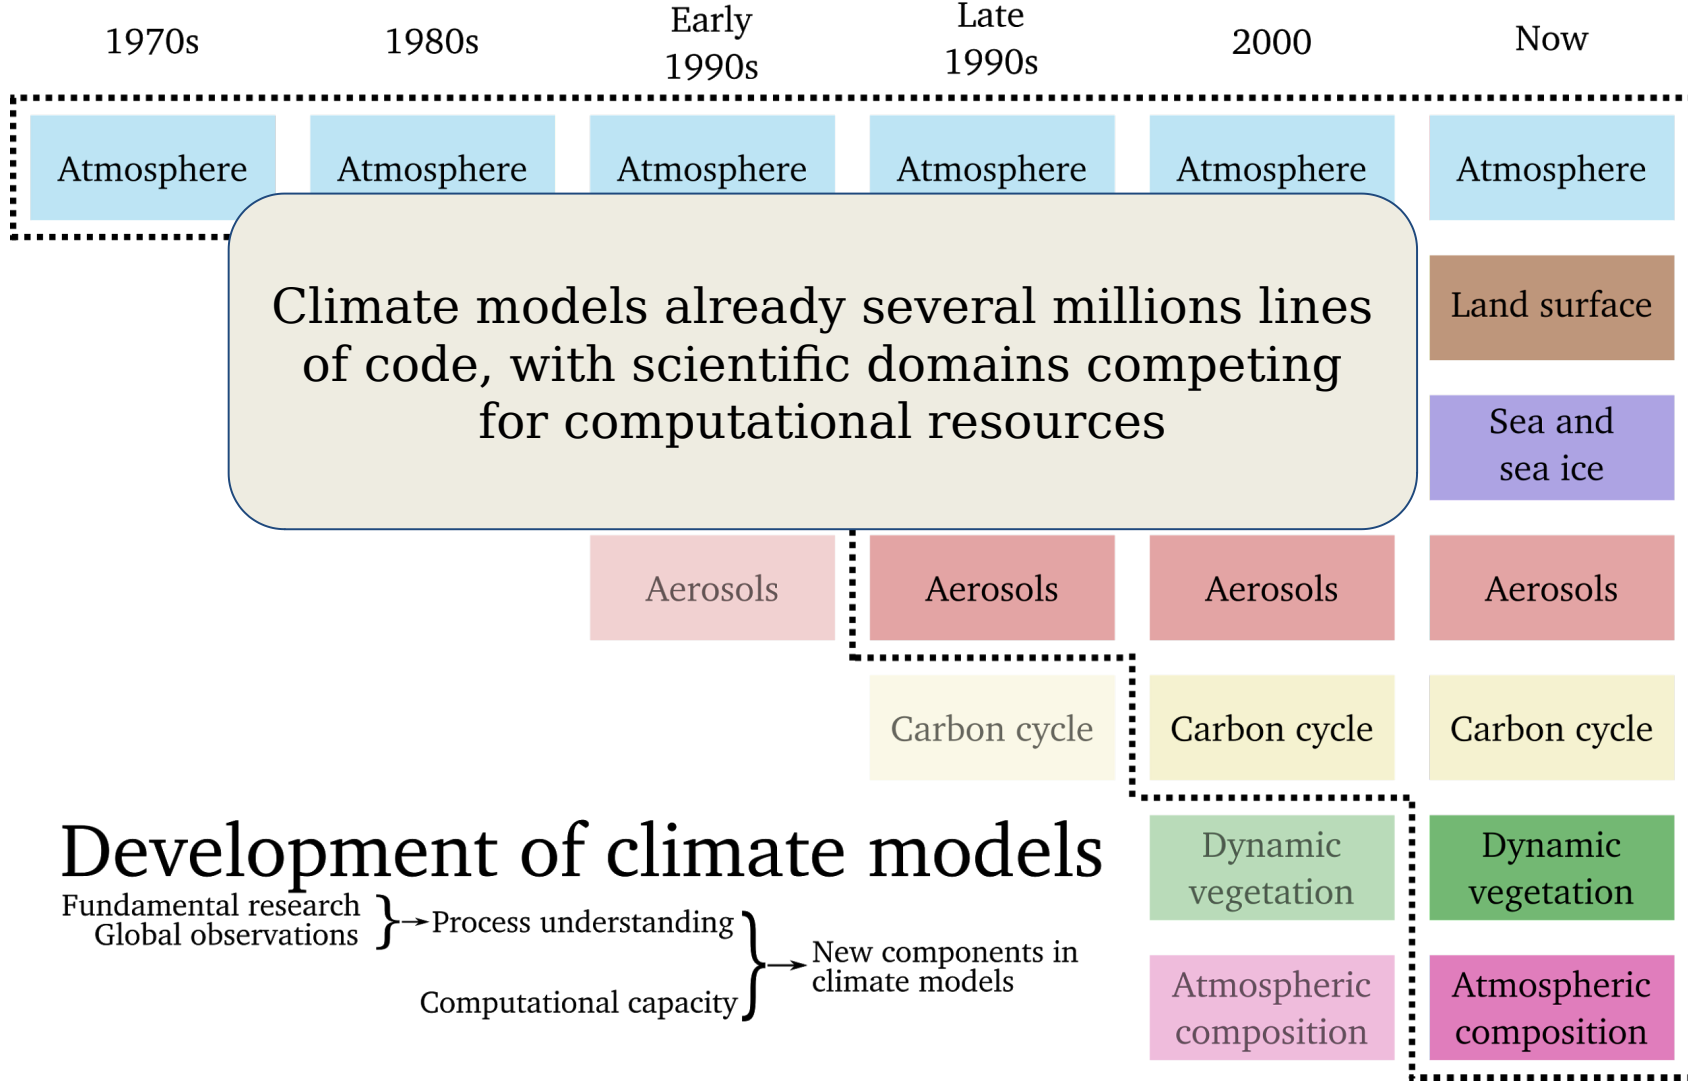 1970s
1980s
Early
1990s
Late
1990s
2000
Now
Atmosphere
Atmosphere
Atmosphere
Atmosphere
Atmosphere
Atmosphere
Climate models already several millions lines
of code, with scientific domains competing
for computational resources
Land surface
Sea and
sea ice
Aerosols
Aerosols
Aerosols
Aerosols
Carbon cycle
Carbon cycle
Carbon cycle
Dynamic
vegetation
Dynamic
vegetation
Atmospheric
composition
Atmospheric
composition
Development of climate models
Fundamental research
Global observations
Process understanding
Computational capacity
New components in
climate models